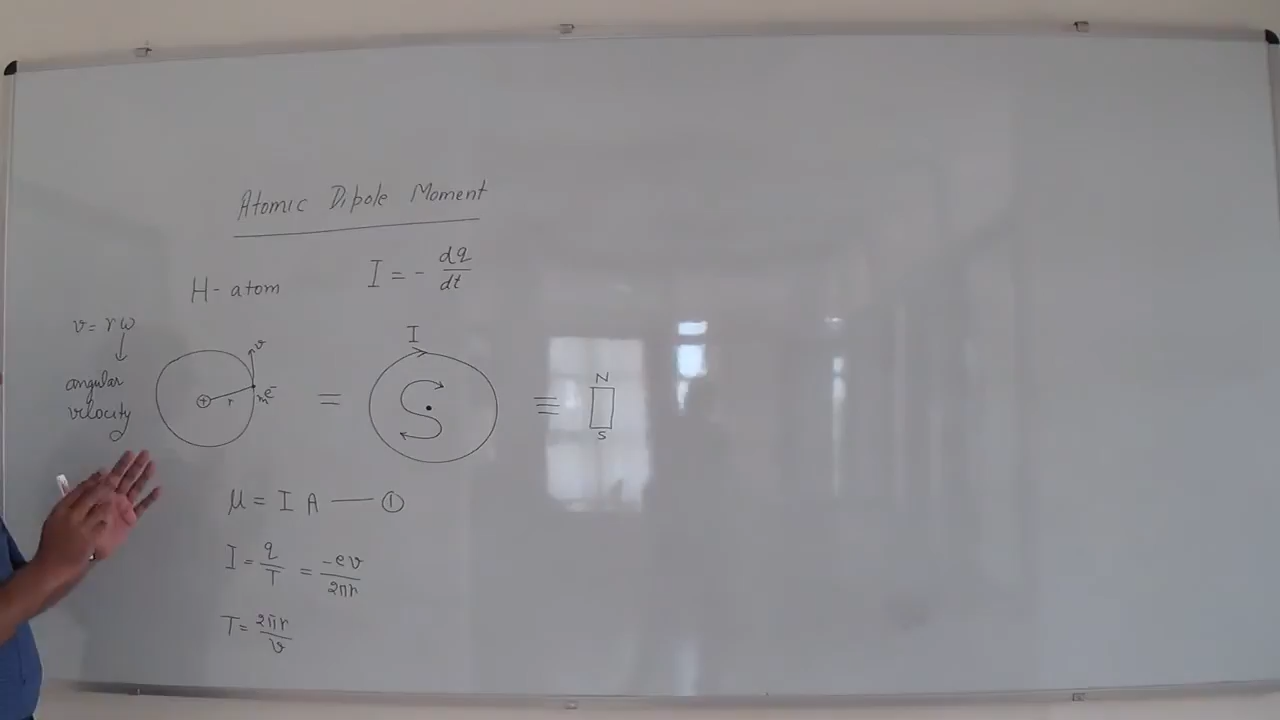 Atomic Dipole Moment
H-atom
I = - dq/dt
v = rω
↓
angular
velocity
v
+
r
m e⁻
=
I
≡
N
S
μ = I A —— ①
I = q/T = -ev/2πr
T = 2πr/v